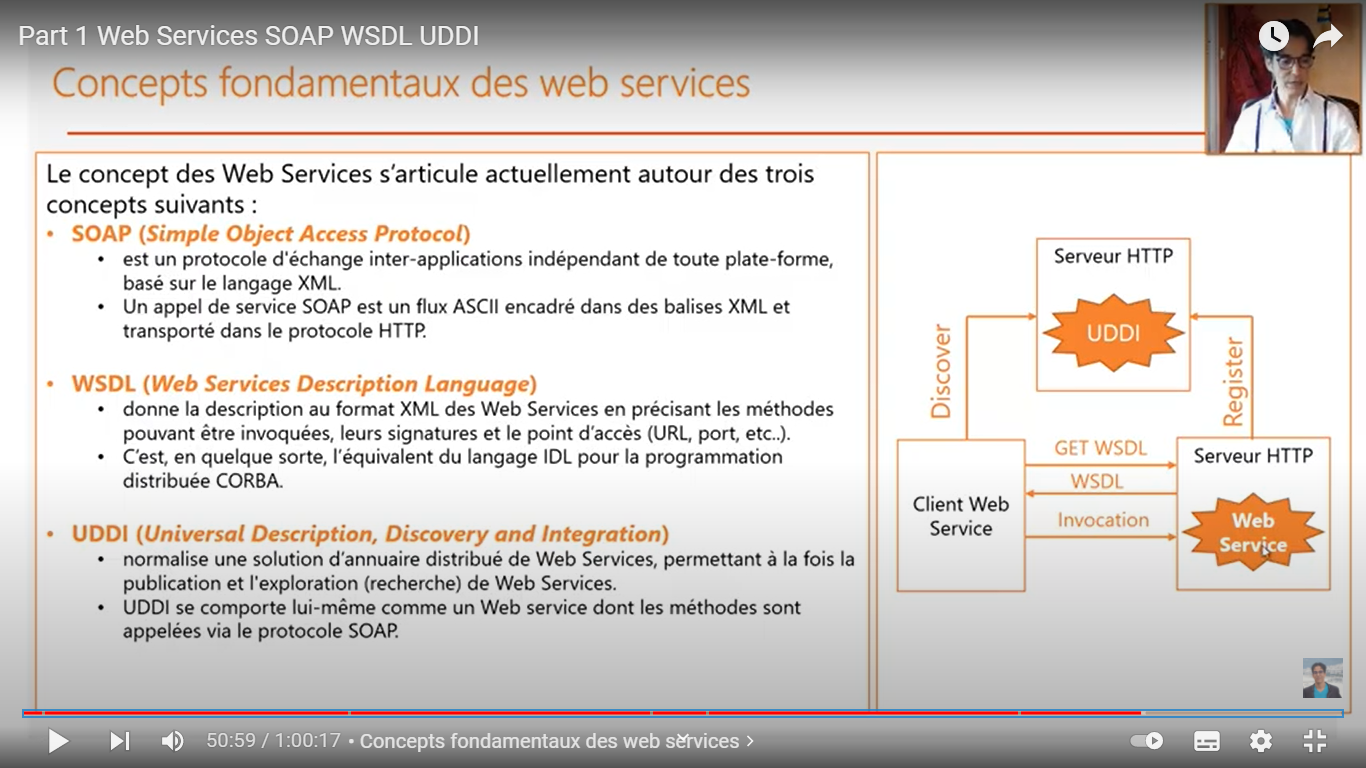 Part 1 Web Services SOAP WSDL UDDI
Concepts fondamentaux des web services
Le concept des Web Services s’articule actuellement autour des trois
concepts suivants :
• SOAP (Simple Object Access Protocol)
• est un protocole d'échange inter-applications indépendant de toute plate-forme,
basé sur le langage XML.
• Un appel de service SOAP est un flux ASCII encadré dans des balises XML et
transporté dans le protocole HTTP.
• WSDL (Web Services Description Language)
• donne la description au format XML des Web Services en précisant les méthodes
pouvant être invoquées, leurs signatures et le point d’accès (URL, port, etc..).
• C’est, en quelque sorte, l’équivalent du langage IDL pour la programmation
distribuée CORBA.
• UDDI (Universal Description, Discovery and Integration)
• normalise une solution d’annuaire distribué de Web Services, permettant à la fois la
publication et l'exploration (recherche) de Web Services.
• UDDI se comporte lui-même comme un Web service dont les méthodes sont
appelées via le protocole SOAP.
Serveur HTTP
UDDI
Discover
Register
GET WSDL
WSDL
Invocation
Client Web
Service
Serveur HTTP
Web
Service
50:59 / 1:00:17 • Concepts fondamentaux des web services